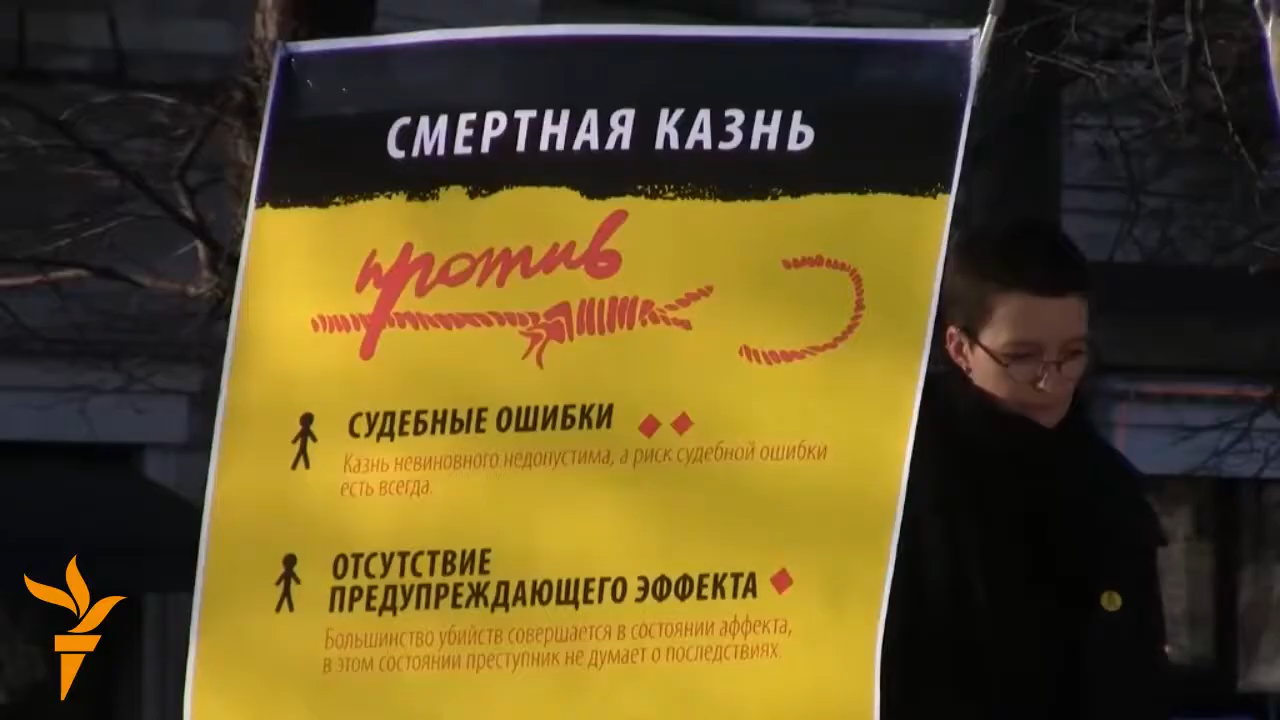 СМЕРТНАЯ КАЗНЬ
против
СУДЕБНЫЕ ОШИБКИ
Казнь невиновного недопустима, а риск судебной ошибки
есть всегда.
ОТСУТСТВИЕ
ПРЕДУПРЕЖДАЮЩЕГО ЭФФЕКТА
Большинство убийств совершается в состоянии аффекта,
в этом состоянии преступник не думает о последствиях.